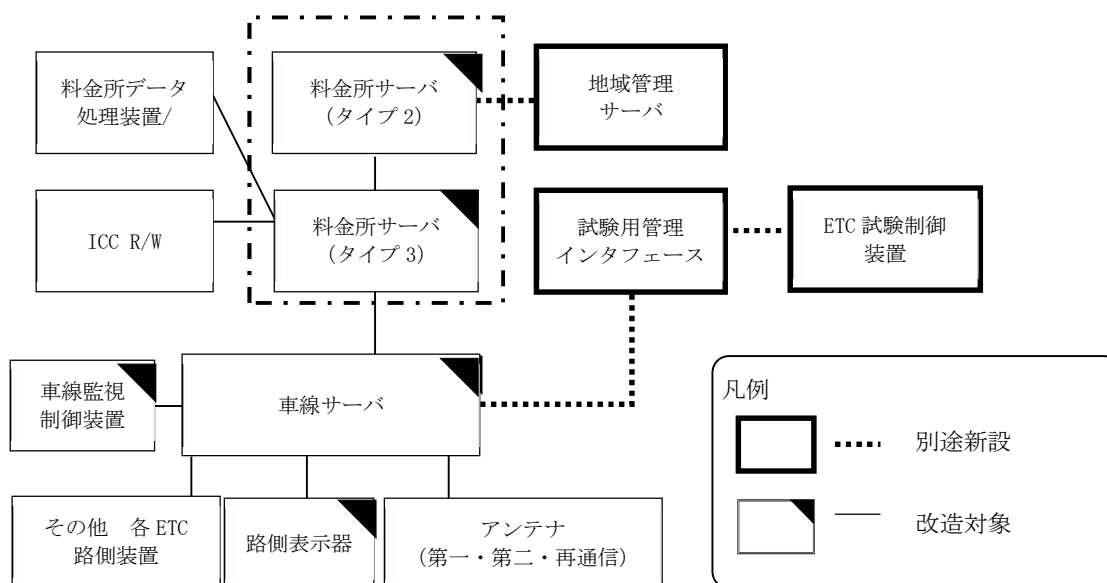 料金所データ
処理装置/
料金所サーバ
(タイプ2)
地域管理
サーバ
ICC R/W
料金所サーバ
(タイプ3)
試験用管理
インタフェース
ETC 試験制御
装置
車線監視
制御装置
車線サーバ
その他　各 ETC
路側装置
路側表示器
アンテナ
(第一・第二・再通信)
凡例
別途新設
改造対象